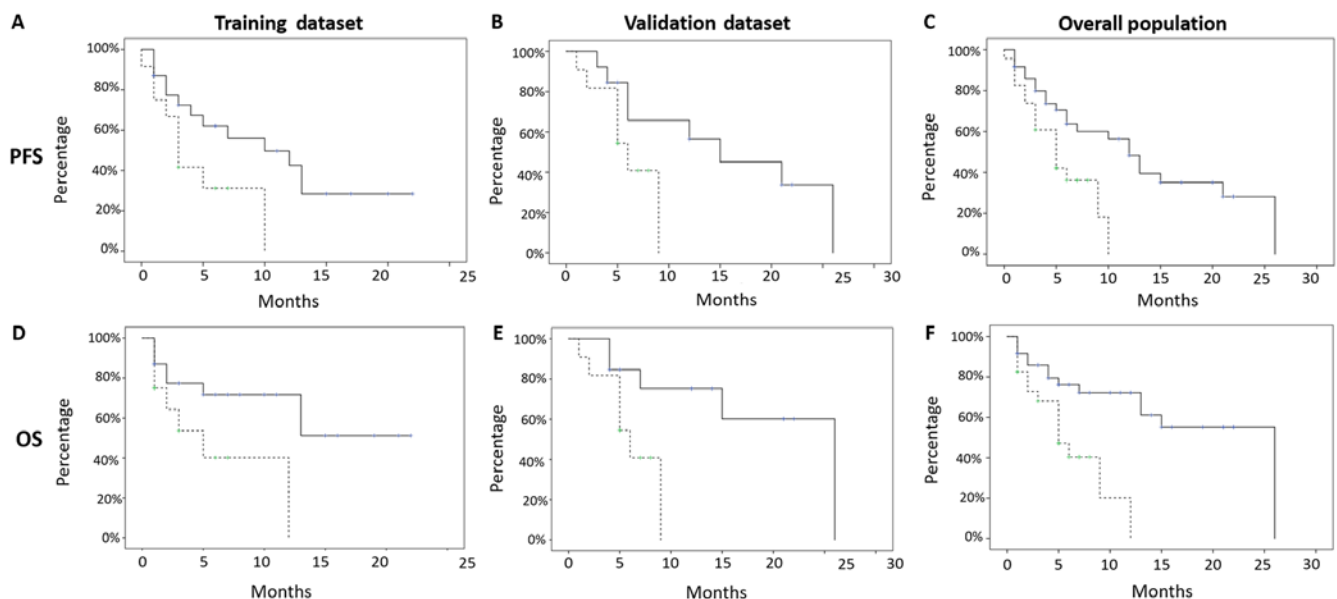 A Training dataset
B Validation dataset
C Overall population
PFS
Percentage
100%
80%
60%
40%
20%
0%
0 5 10 15 20 25
Months
Percentage
100%
80%
60%
40%
20%
0%
0 5 10 15 20 25 30
Months
Percentage
100%
80%
60%
40%
20%
0%
0 5 10 15 20 25 30
Months
D
E
F
OS
Percentage
100%
80%
60%
40%
20%
0%
0 5 10 15 20 25
Months
Percentage
100%
80%
60%
40%
20%
0%
0 5 10 15 20 25 30
Months
Percentage
100%
80%
60%
40%
20%
0%
0 5 10 15 20 25 30
Months